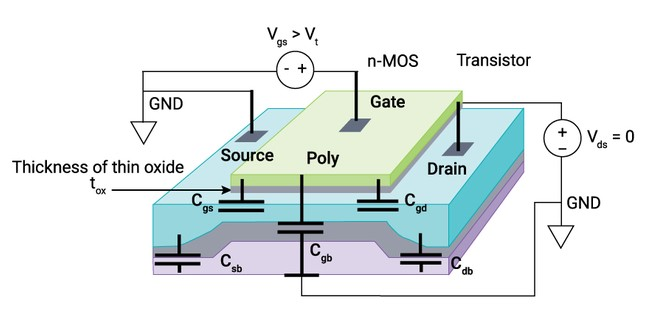 V_gs > V_t
n-MOS Transistor
- +
GND
Gate
Source
Poly
Drain
+
−
V_ds = 0
Thickness of thin oxide
t_ox
C_gs
C_gd
GND
C_sb
C_gb
C_db